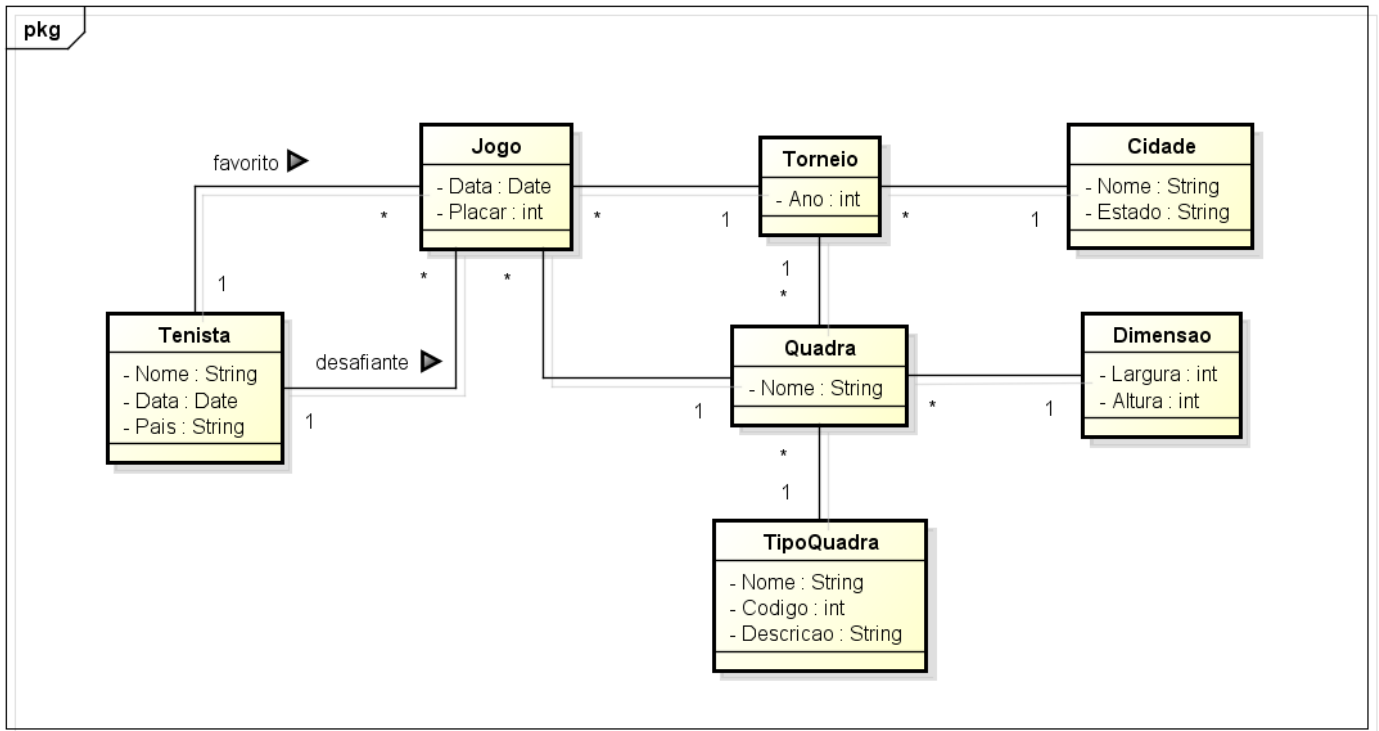 pkg
favorito
Jogo
- Data : Date
- Placar : int
*
*
1
Torneio
- Ano : int
*
1
Cidade
- Nome : String
- Estado : String
1
*
*
1
*
Tenista
- Nome : String
- Data : Date
- Pais : String
desafiante
1
Quadra
- Nome : String
1
*
1
Dimensao
- Largura : int
- Altura : int
*
1
TipoQuadra
- Nome : String
- Codigo : int
- Descricao : String